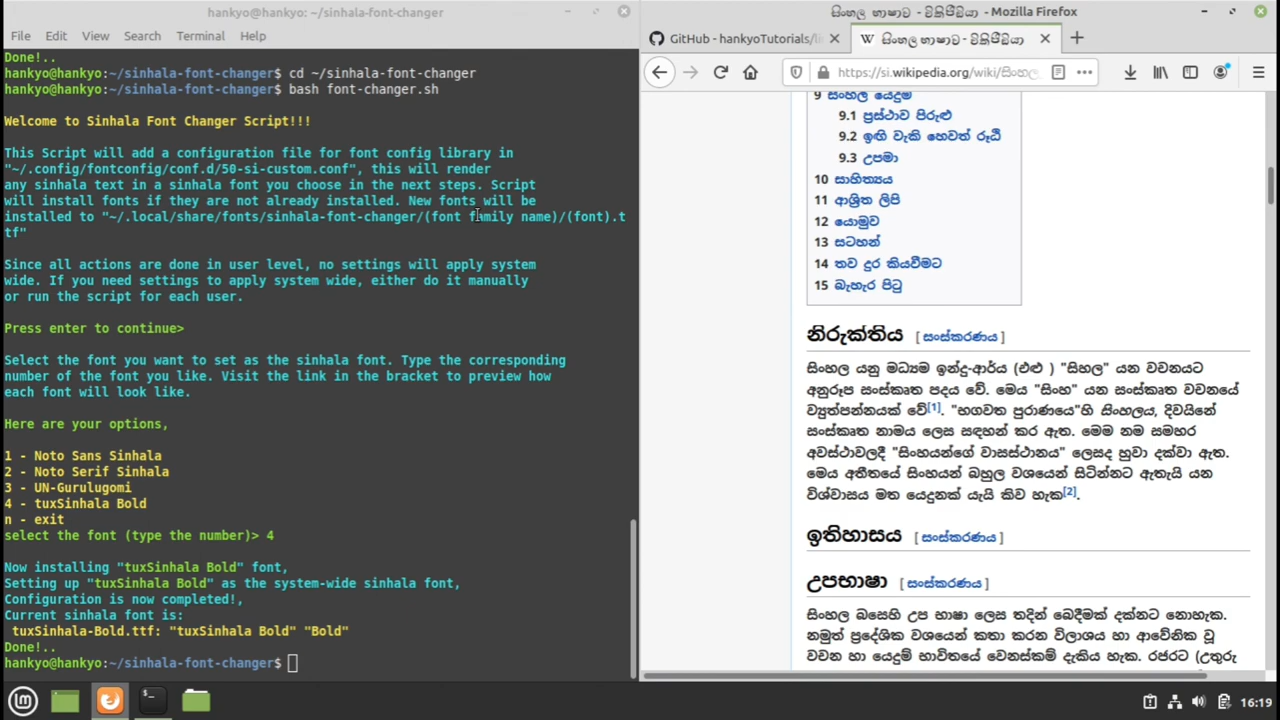 hankyo@hankyo: ~/sinhala-font-changer
File Edit View Search Terminal Help
Done!..
hankyo@hankyo:~/sinhala-font-changer$ cd ~/sinhala-font-changer
hankyo@hankyo:~/sinhala-font-changer$ bash font-changer.sh
Welcome to Sinhala Font Changer Script!!!
This Script will add a configuration file for font config library in
"~/.config/fontconfig/conf.d/50-si-custom.conf", this will render
any sinhala text in a sinhala font you choose in the next steps. Script
will install fonts if they are not already installed. New fonts will be
installed to "~/.local/share/fonts/sinhala-font-changer/(font family name)/(font).t
tf"
Since all actions are done in user level, no settings will apply system
wide. If you need settings to apply system wide, either do it manually
or run the script for each user.
Press enter to continue>
Select the font you want to set as the sinhala font. Type the corresponding
number of the font you like. Visit the link in the bracket to preview how
each font will look like.
Here are your options,
1 - Noto Sans Sinhala
2 - Noto Serif Sinhala
3 - UN-Gurulugomi
4 - tuxSinhala Bold
n - exit
select the font (type the number)> 4
Now installing "tuxSinhala Bold" font,
Setting up "tuxSinhala Bold" as the system-wide sinhala font,
Configuration is now completed!,
Current sinhala font is:
tuxSinhala-Bold.ttf: "tuxSinhala Bold" "Bold"
Done!..
hankyo@hankyo:~/sinhala-font-changer$
සිංහල භාෂාව - විකිපීඩියා - Mozilla Firefox
GitHub - hankyoTutorials/li
W සිංහල භාෂාව - විකිපීඩියා
https://si.wikipedia.org/wiki/සිංහල
9 සිංහල යෙදුම්
9.1 ප්‍රස්ථාව පිරුළු
9.2 ඉඟි වැකි හෙවත් රූඪි
9.3 උපමා
10 සාහිත්‍යය
11 ආශ්‍රිත ලිපි
12 යොමුව
13 සටහන්
14 තව දුර කියවීමට
15 බැහැර පිටු
නිරුක්තිය [ සංස්කරණය ]
සිංහල යනු මධ්‍යම ඉන්දු-ආර්ය (එළු ) "සිහල" යන වචනයට
අනුරූප සංස්කෘත පදය වේ. මෙය "සිංහ" යන සංස්කෘත වචනයේ
ව්‍යුත්පන්නයක් වේ[1]. "භගවත පුරාණයෙ"හි සිංහලය, දිවයිනේ
සංස්කෘත නාමය ලෙස සඳහන් කර ඇත. මෙම නම සමහර
අවස්ථාවලදී "සිංහයන්ගේ වාසස්ථානය" ලෙසද හුවා දක්වා ඇත.
මෙය අතීතයේ සිංහයන් බහුල වශයෙන් සිටින්නට ඇතැයි යන
විශ්වාසය මත යෙදුනක් යැයි කිව හැක[2].
ඉතිහාසය [ සංස්කරණය ]
උපභාෂා [ සංස්කරණය ]
සිංහල බසෙහි උප භාෂා ලෙස තදින් බෙදීමක් දක්නට නොහැක.
නමුත් ප්‍රදේශික වශයෙන් කතා කරන විලාශය හා ආවේනික වූ
වචන හා යෙදුම් භාවිතයේ වෙනස්කම් දැකිය හැක. රජරට (උතුරු
16:19